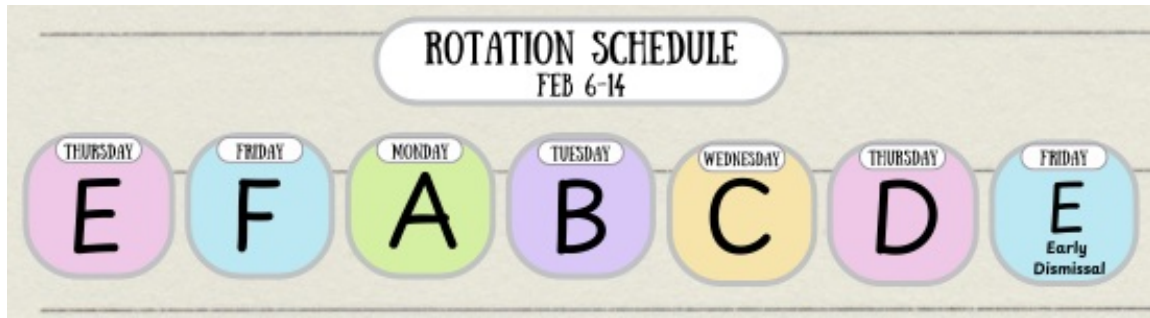 ROTATION SCHEDULE
FEB 6-14
THURSDAY
E
FRIDAY
F
MONDAY
A
TUESDAY
B
WEDNESDAY
C
THURSDAY
D
FRIDAY
E
Early
Dismissal